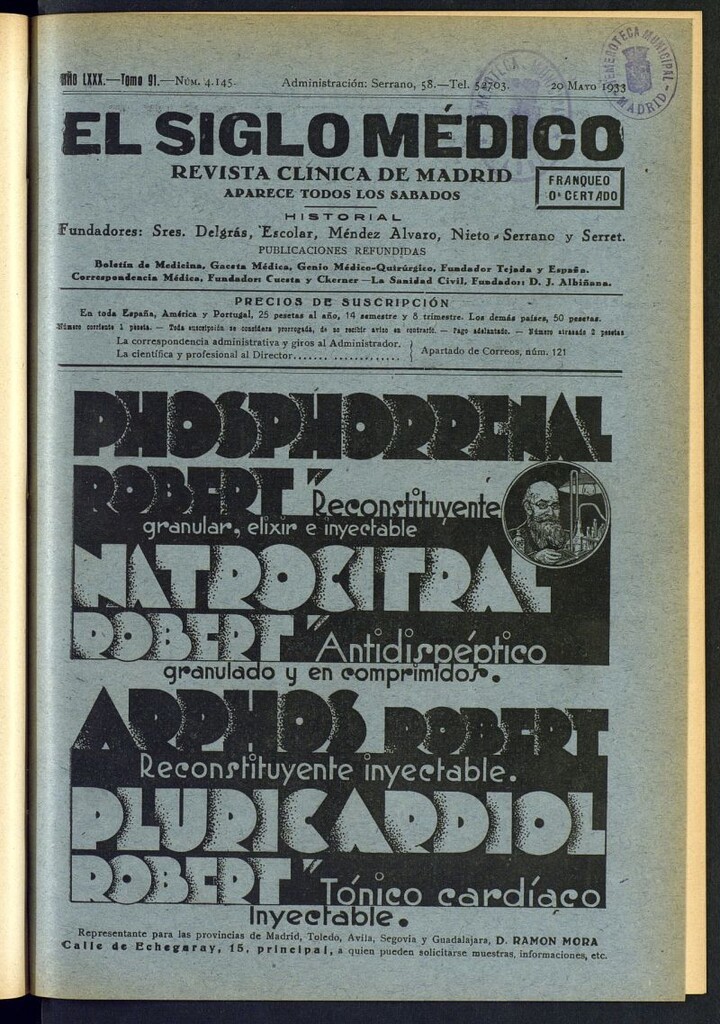 AÑO LXXX.—Tomo 91.—NÚM. 4.145
Administración: Serrano, 58.—Tel. 52703.
20 MAYO 1933
HEMEROTECA MUNICIPAL
MADRID
EL SIGLO MÉDICO
REVISTA CLÍNICA DE MADRID
APARECE TODOS LOS SABADOS
FRANQUEO
CERTADO
HISTORIAL
Fundadores: Sres. Delgrás, Escolar, Méndez Alvaro, Nieto Serrano y Serret.
PUBLICACIONES REFUNDIDAS
Boletín de Medicina, Gaceta Médica, Genio Médico-Quirúrgico, Fundador Tejada y España.
Correspondencia Médica, Fundador: Cuesta y Ckerner—La Sanidad Civil, Fundador: D. J. Albiñana.
PRECIOS DE SUSCRIPCIÓN
En toda España, América y Portugal, 25 pesetas al año, 14 semestre y 8 trimestre. Los demás países, 50 pesetas.
Número corriente 1 peseta. — Toda suscripción se considera prorrogada, de no recibir aviso en contrario. — Pago adelantado. — Número atrasado 2 pesetas
La correspondencia administrativa y giros al Administrador.
La científica y profesional al Director.....................
Apartado de Correos, núm. 121
PHOSPHORRENAL
ROBERT" Reconstituyente
granular, elixir e inyectable
NATROCITRAL
ROBERT" Antidispéptico
granulado y en comprimidos.
ARPHOS ROBERT
Reconstituyente inyectable.
PLURICARDIOL
ROBERT" Tónico cardíaco
Inyectable.
Representante para las provincias de Madrid, Toledo, Avila, Segovia y Guadalajara, D. RAMON MORA
Calle de Echegaray, 15, principal, a quien pueden solicitarse muestras, informaciones, etc.